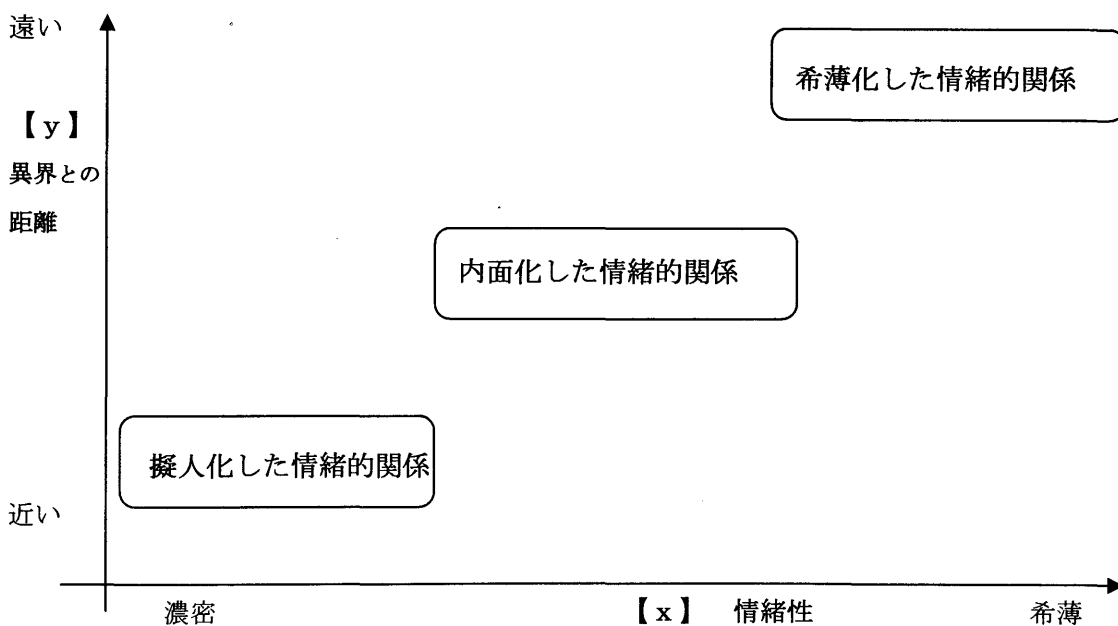 遠い
希薄化した情緒的関係
【y】
異界との
距離
内面化した情緒的関係
擬人化した情緒的関係
近い
濃密 【x】 情緒性 希薄